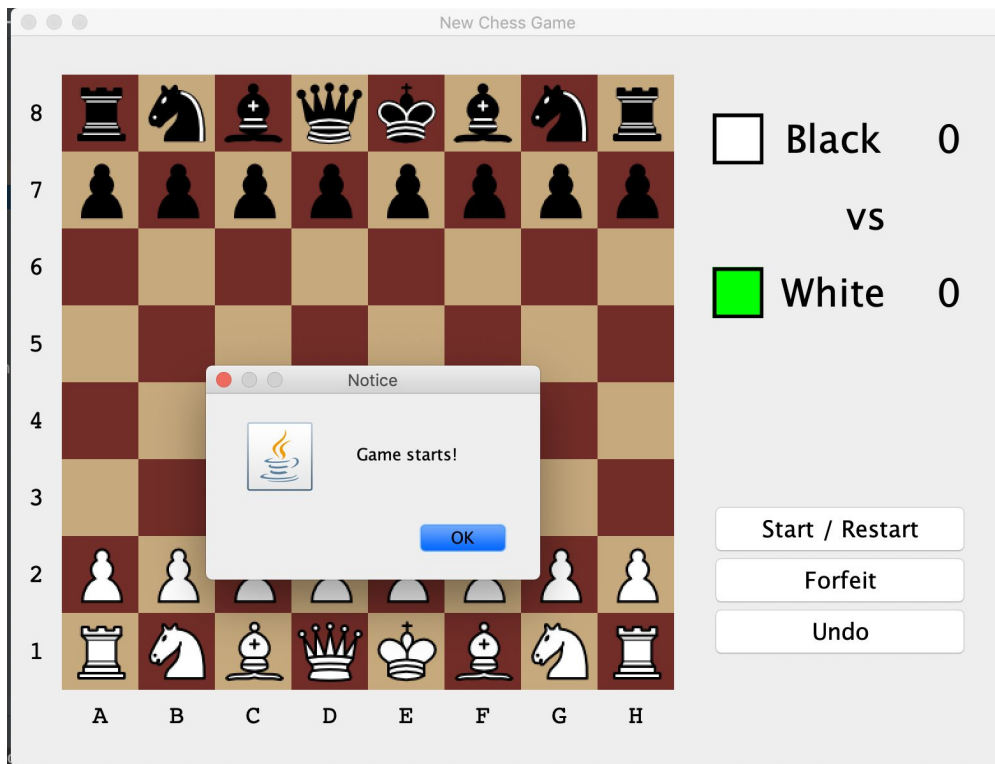 New Chess Game
8
Black 0
7
vs
6
White 0
5
Notice
4
Game starts!
3
OK
Start / Restart
2
Forfeit
Undo
1
A B C D E F G H